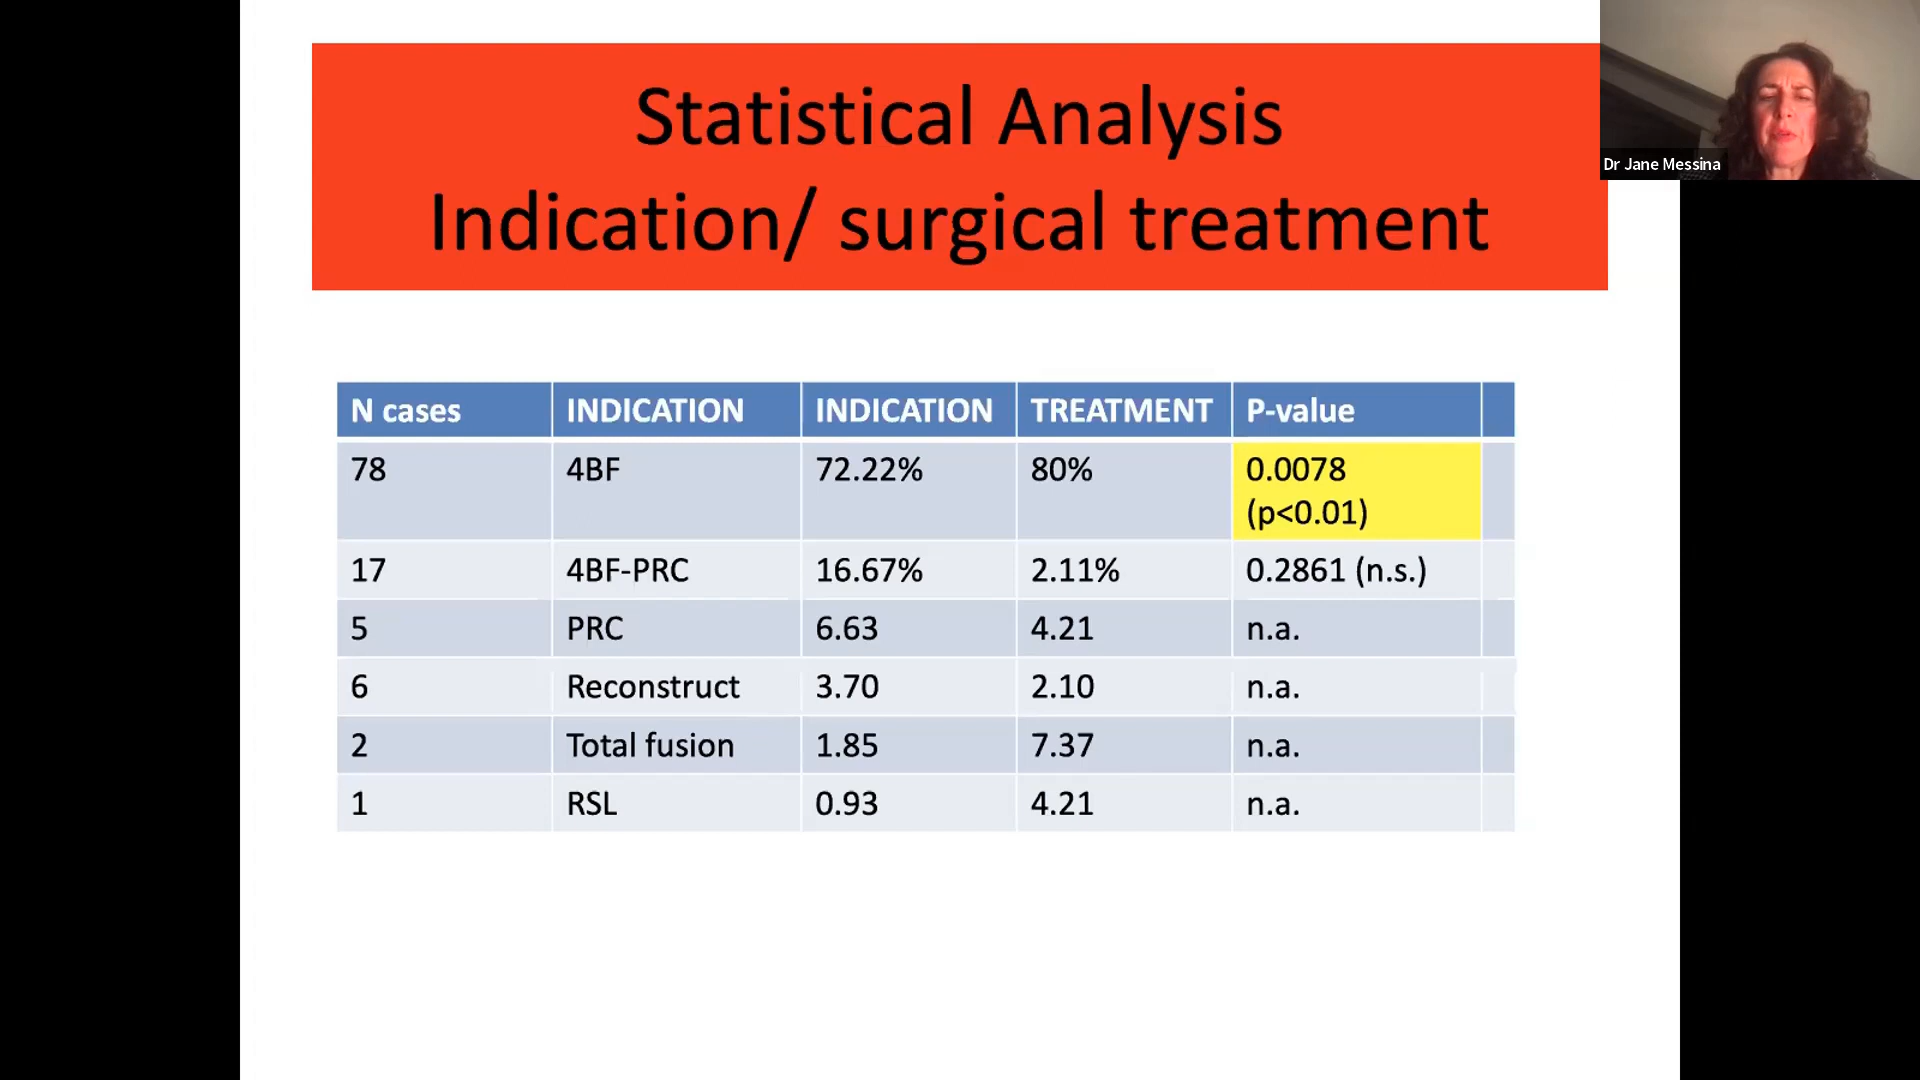 Statistical Analysis
Indication/ surgical treatment
Dr Jane Messina
N cases INDICATION INDICATION TREATMENT P-value
78 4BF 72.22% 80% 0.0078
(p<0.01)
17 4BF-PRC 16.67% 2.11% 0.2861 (n.s.)
5 PRC 6.63 4.21 n.a.
6 Reconstruct 3.70 2.10 n.a.
2 Total fusion 1.85 7.37 n.a.
1 RSL 0.93 4.21 n.a.